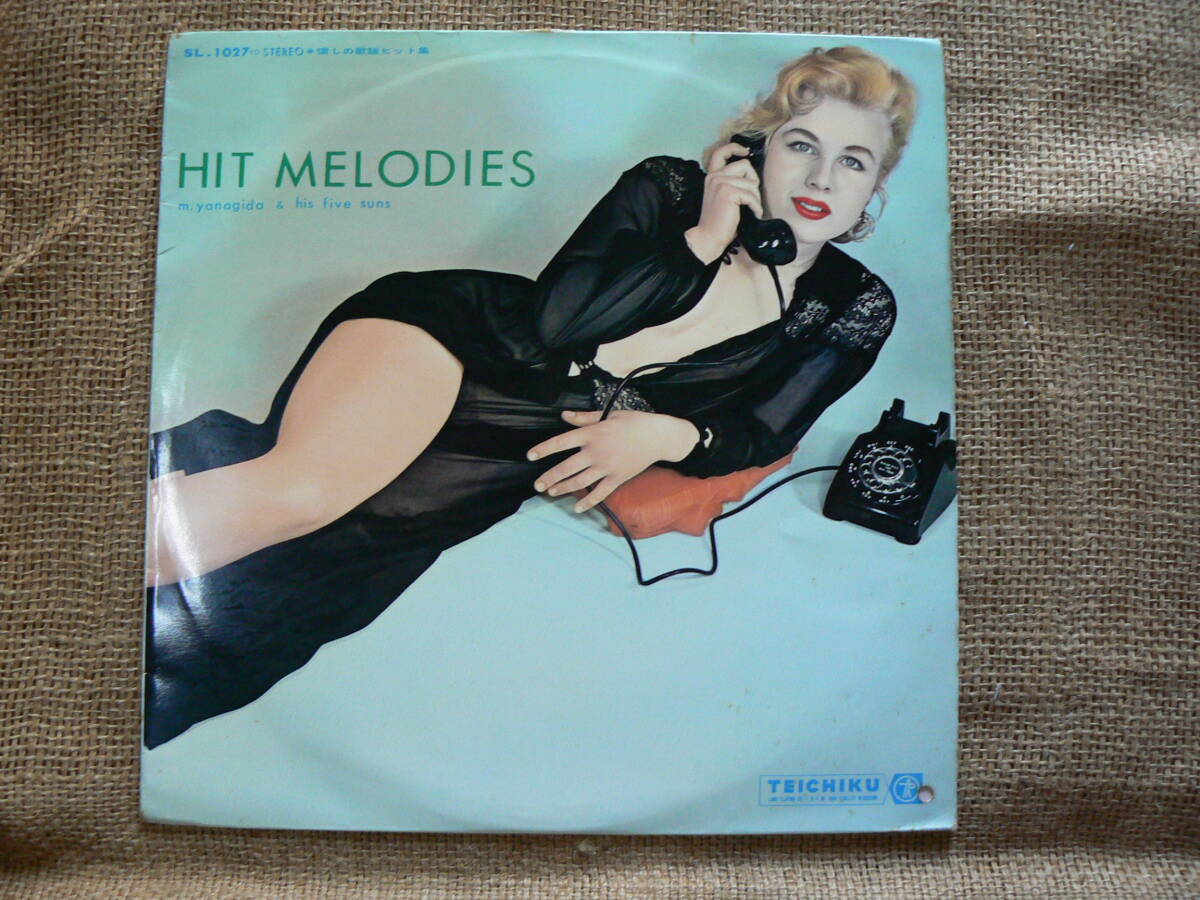 SL.1027 STEREO ◆ 懐しの歌謡ヒット集
HIT MELODIES
m. yanagida & his five suns
TEICHIKU